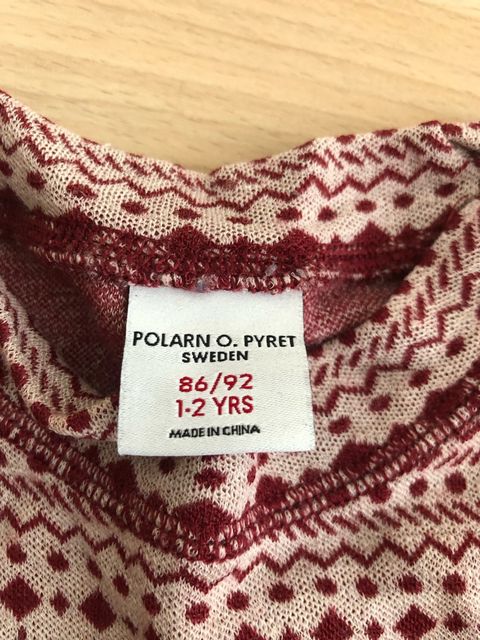 POLARN O. PYRET
SWEDEN
86/92
1-2 YRS
MADE IN CHINA